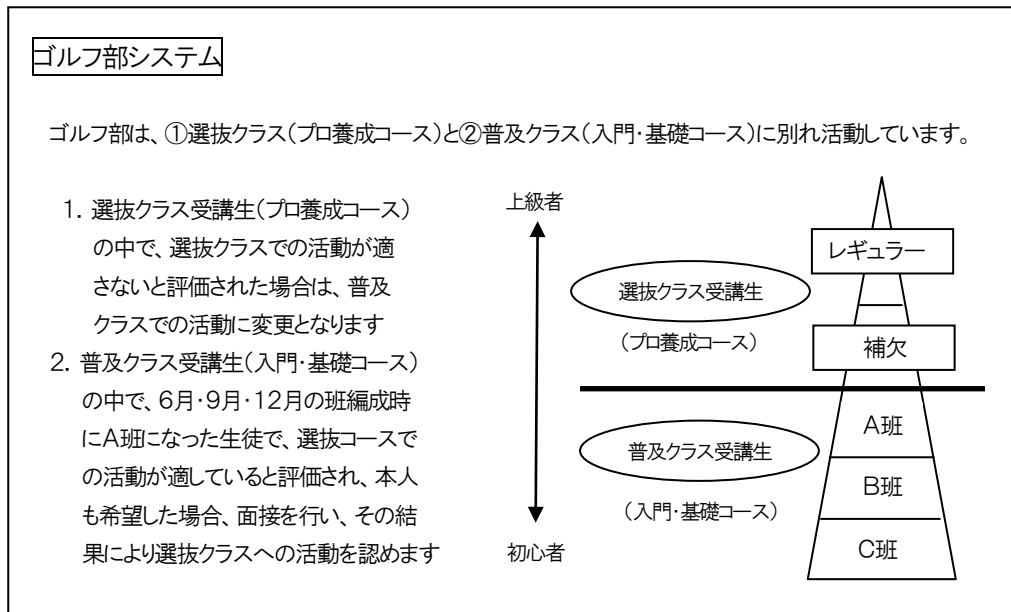 ゴルフ部システム
ゴルフ部は、①選抜クラス(プロ養成コース)と②普及クラス(入門・基礎コース)に別れ活動しています。
1. 選抜クラス受講生(プロ養成コース)
の中で、選抜クラスでの活動が適
さないと評価された場合は、普及
クラスでの活動に変更となります
2. 普及クラス受講生(入門・基礎コース)
の中で、6月・9月・12月の班編成時
にA班になった生徒で、選抜コースで
の活動が適していると評価され、本人
も希望した場合、面接を行い、その結
果により選抜クラスへの活動を認めます
上級者
初心者
選抜クラス受講生
(プロ養成コース)
普及クラス受講生
(入門・基礎コース)
レギュラー
補欠
A班
B班
C班